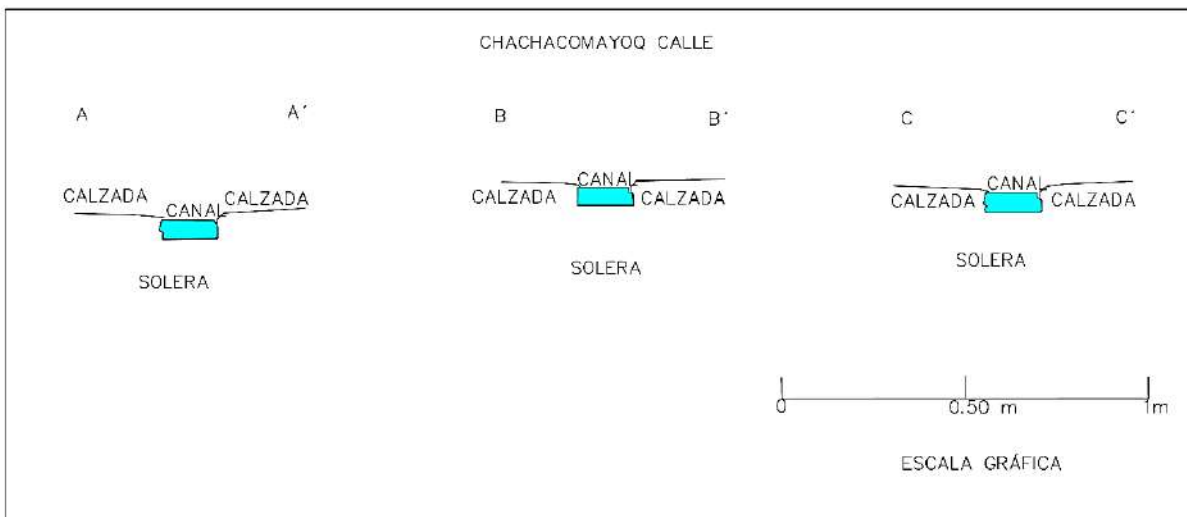 CHACHACOMAYOQ CALLE
A A´
CALZADA CANAL CALZADA
SOLERA
B B´
CALZADA CANAL CALZADA
SOLERA
C C´
CALZADA CANAL CALZADA
SOLERA
0 0.50 m 1m
ESCALA GRÁFICA